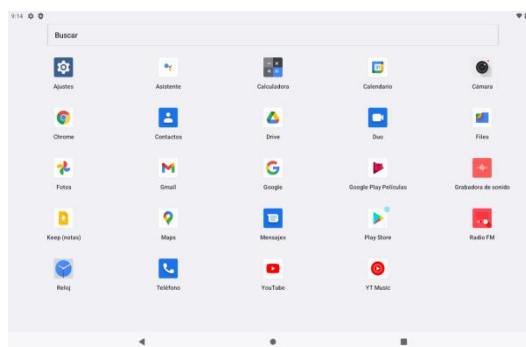 9:14
Buscar
Ajustes Asistente Calculadora Calendario Cámara
Chrome Contactos Drive Duo Files
Fotos Gmail Google Google Play Películas Grabadora de sonido
Keep (notas) Maps Mensajes Play Store Radio FM
Reloj Teléfono YouTube YT Music